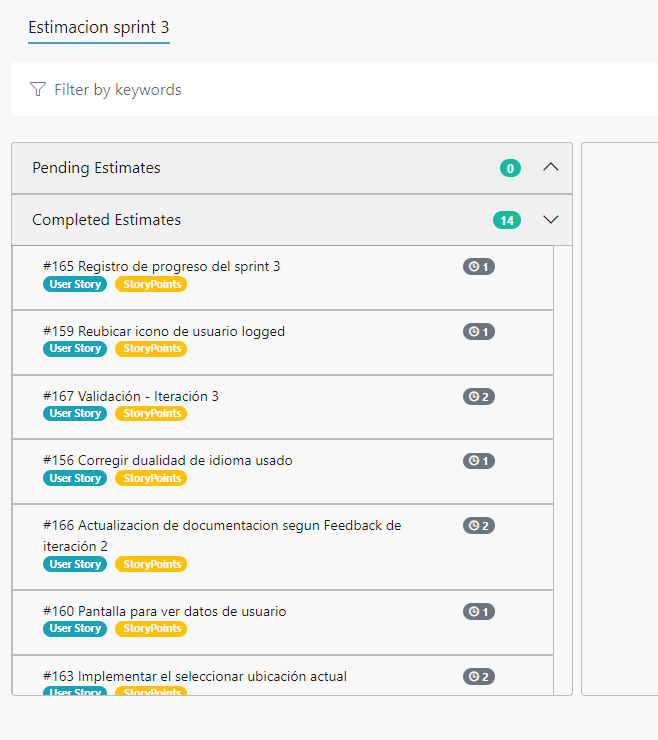 Estimacion sprint 3
Filter by keywords
Pending Estimates 0
Completed Estimates 14
#165 Registro de progreso del sprint 3 1
User Story StoryPoints
#159 Reubicar icono de usuario logged 1
User Story StoryPoints
#167 Validación - Iteración 3 2
User Story StoryPoints
#156 Corregir dualidad de idioma usado 1
User Story StoryPoints
#166 Actualizacion de documentacion segun Feedback de 2
iteración 2
User Story StoryPoints
#160 Pantalla para ver datos de usuario 1
User Story StoryPoints
#163 Implementar el seleccionar ubicación actual 2
User Story StoryPoints